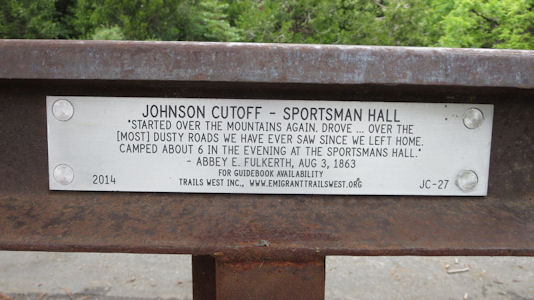 JOHNSON CUTOFF - SPORTSMAN HALL
"STARTED OVER THE MOUNTAINS AGAIN. DROVE ... OVER THE
[MOST] DUSTY ROADS WE HAVE EVER SAW SINCE WE LEFT HOME.
CAMPED ABOUT 6 IN THE EVENING AT THE SPORTSMANS HALL."
- ABBEY E. FULKERTH, AUG 3, 1863
FOR GUIDEBOOK AVAILABILITY
2014 TRAILS WEST INC., WWW.EMIGRANTTRAILSWEST.ORG JC-27